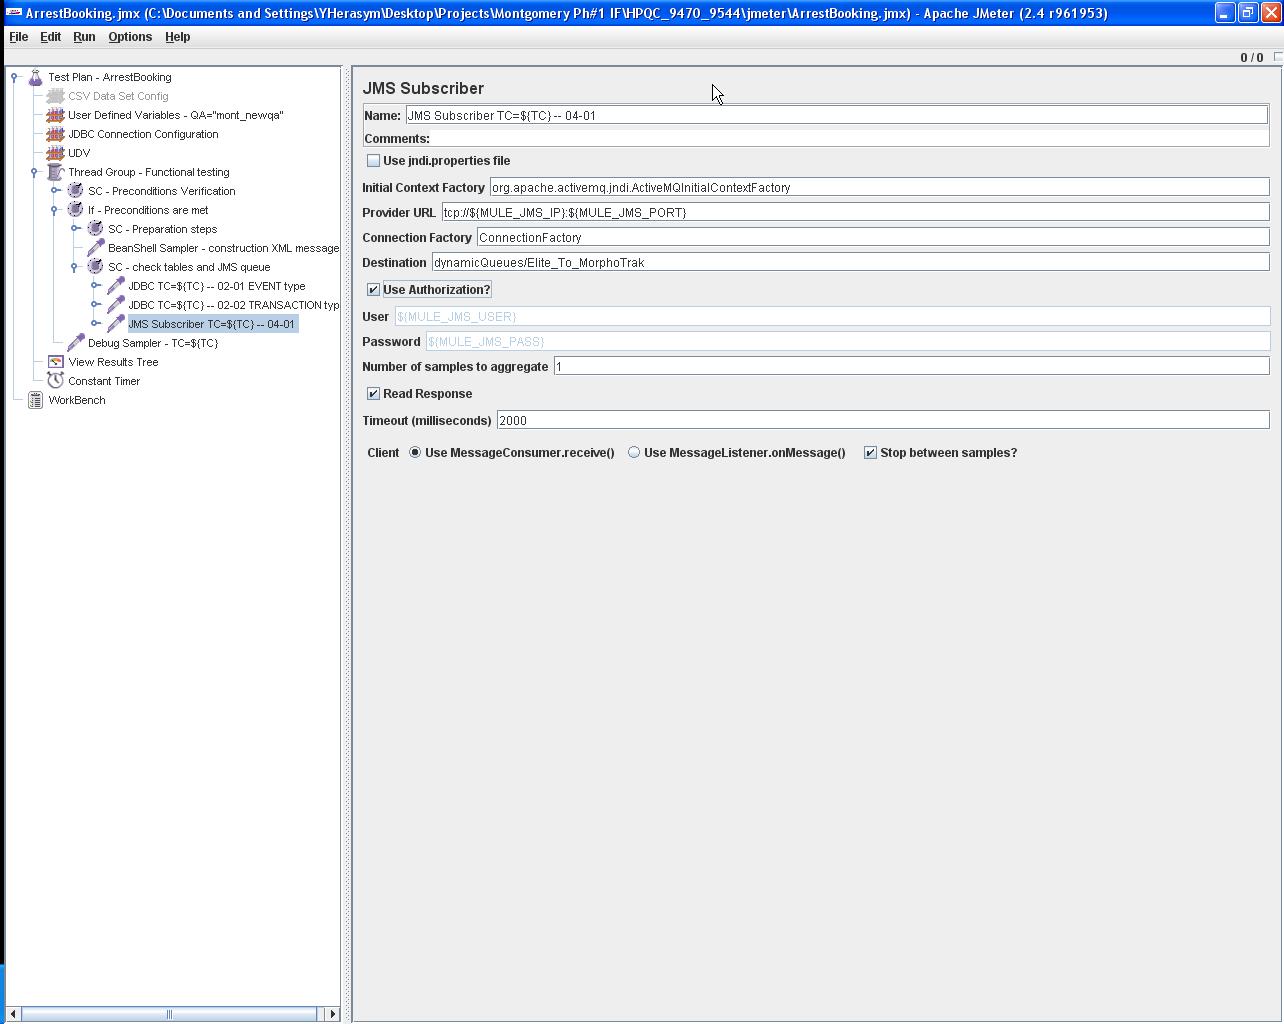 ArrestBooking.jmx (C:\Documents and Settings\YHerasym\Desktop\Projects\Montgomery Ph#1 IF\HPQC_9470_9544\jmeter\ArrestBooking.jmx) - Apache JMeter (2.4 r961953)
File Edit Run Options Help
0 / 0
Test Plan - ArrestBooking
CSV Data Set Config
User Defined Variables - QA="mont_newqa"
JDBC Connection Configuration
UDV
Thread Group - Functional testing
SC - Preconditions Verification
If - Preconditions are met
SC - Preparation steps
BeanShell Sampler - construction XML message
SC - check tables and JMS queue
JDBC TC=${TC} -- 02-01 EVENT type
JDBC TC=${TC} -- 02-02 TRANSACTION typ
JMS Subscriber TC=${TC} -- 04-01
Debug Sampler - TC=${TC}
View Results Tree
Constant Timer
WorkBench
JMS Subscriber
Name: JMS Subscriber TC=${TC} -- 04-01
Comments:
Use jndi.properties file
Initial Context Factory org.apache.activemq.jndi.ActiveMQInitialContextFactory
Provider URL tcp://${MULE_JMS_IP}:${MULE_JMS_PORT}
Connection Factory ConnectionFactory
Destination dynamicQueues/Elite_To_MorphoTrak
Use Authorization?
User ${MULE_JMS_USER}
Password ${MULE_JMS_PASS}
Number of samples to aggregate 1
Read Response
Timeout (milliseconds) 2000
Client Use MessageConsumer.receive() Use MessageListener.onMessage() Stop between samples?